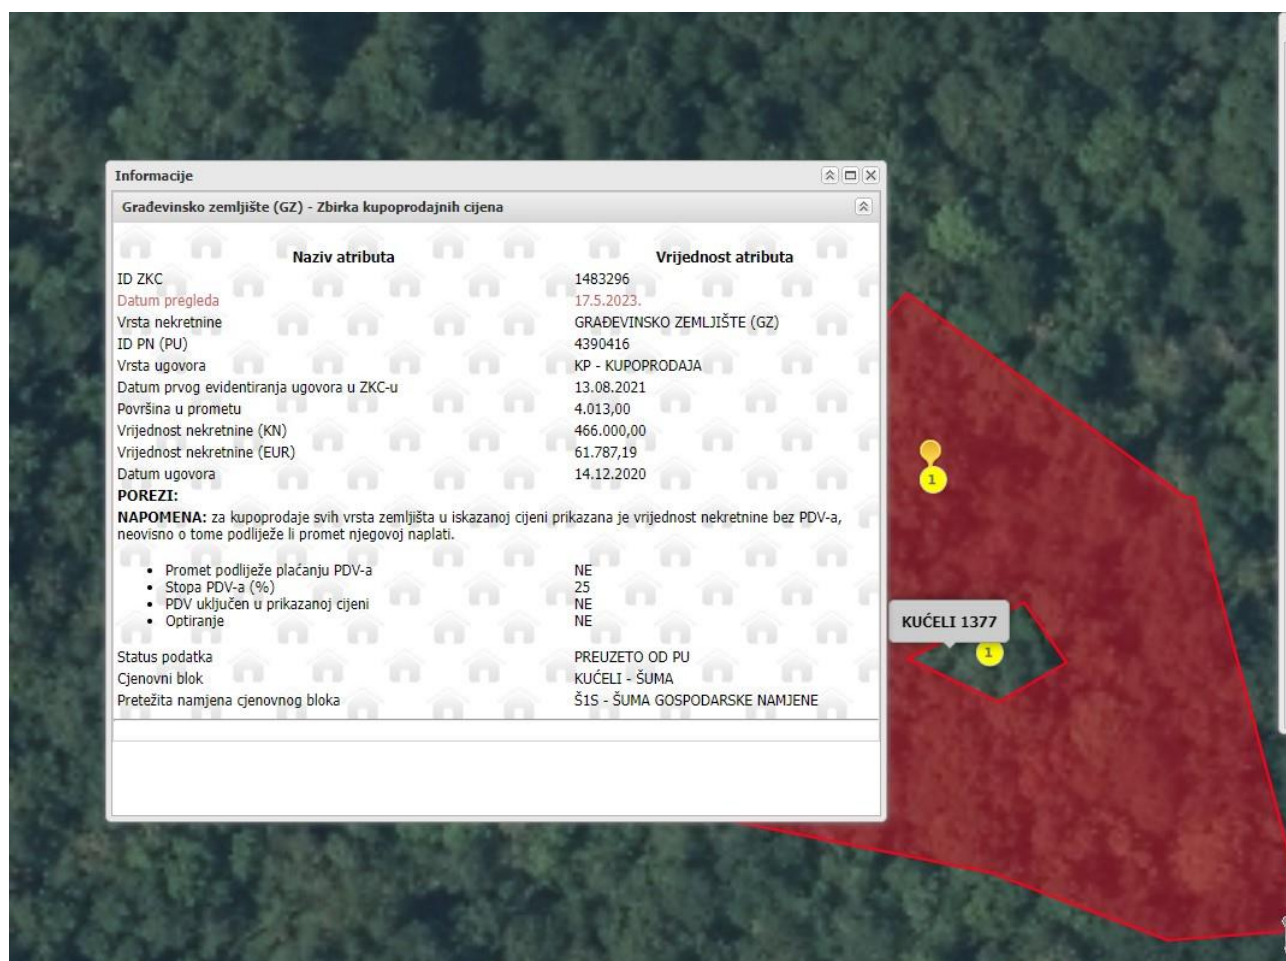 Informacije
Građevinsko zemljište (GZ) - Zbirka kupoprodajnih cijena
Naziv atributa Vrijednost atributa
ID ZKC 1483296
Datum pregleda 17.5.2023.
Vrsta nekretnine GRAĐEVINSKO ZEMLJIŠTE (GZ)
ID PN (PU) 4390416
Vrsta ugovora KP - KUPOPRODAJA
Datum prvog evidentiranja ugovora u ZKC-u 13.08.2021
Površina u prometu 4.013,00
Vrijednost nekretnine (KN) 466.000,00
Vrijednost nekretnine (EUR) 61.787,19
Datum ugovora 14.12.2020
POREZI:
NAPOMENA: za kupoprodaje svih vrsta zemljišta u iskazanoj cijeni prikazana je vrijednost nekretnine bez PDV-a,
neovisno o tome podliježe li promet njegovoj naplati.
• Promet podliježe plaćanju PDV-a NE
• Stopa PDV-a (%) 25
• PDV uključen u prikazanoj cijeni NE
• Optiranje NE
Status podatka PREUZETO OD PU
Cjenovni blok KUĆELI - ŠUMA
Pretežita namjena cjenovnog bloka Š1S - ŠUMA GOSPODARSKE NAMJENE
1
KUĆELI 1377
1